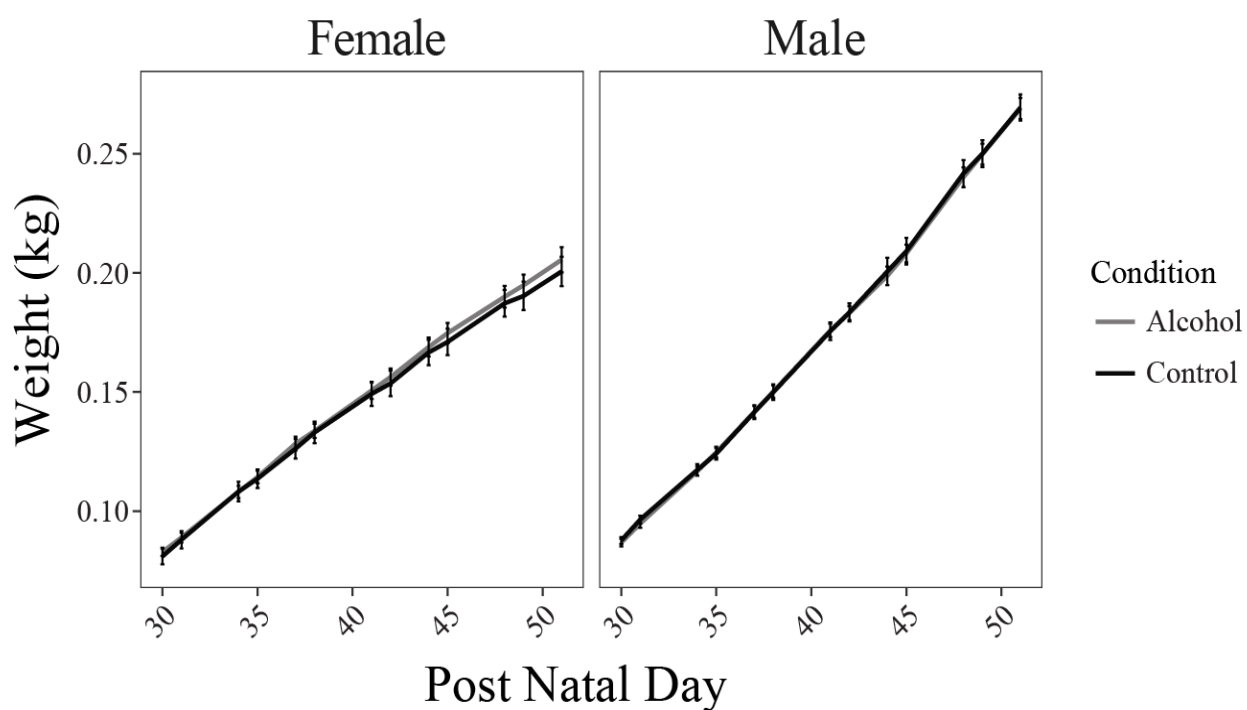 Female
Male
Weight (kg)
0.25
0.20
0.15
0.10
30
35
40
45
50
30
35
40
45
50
Post Natal Day
Condition
Alcohol
Control